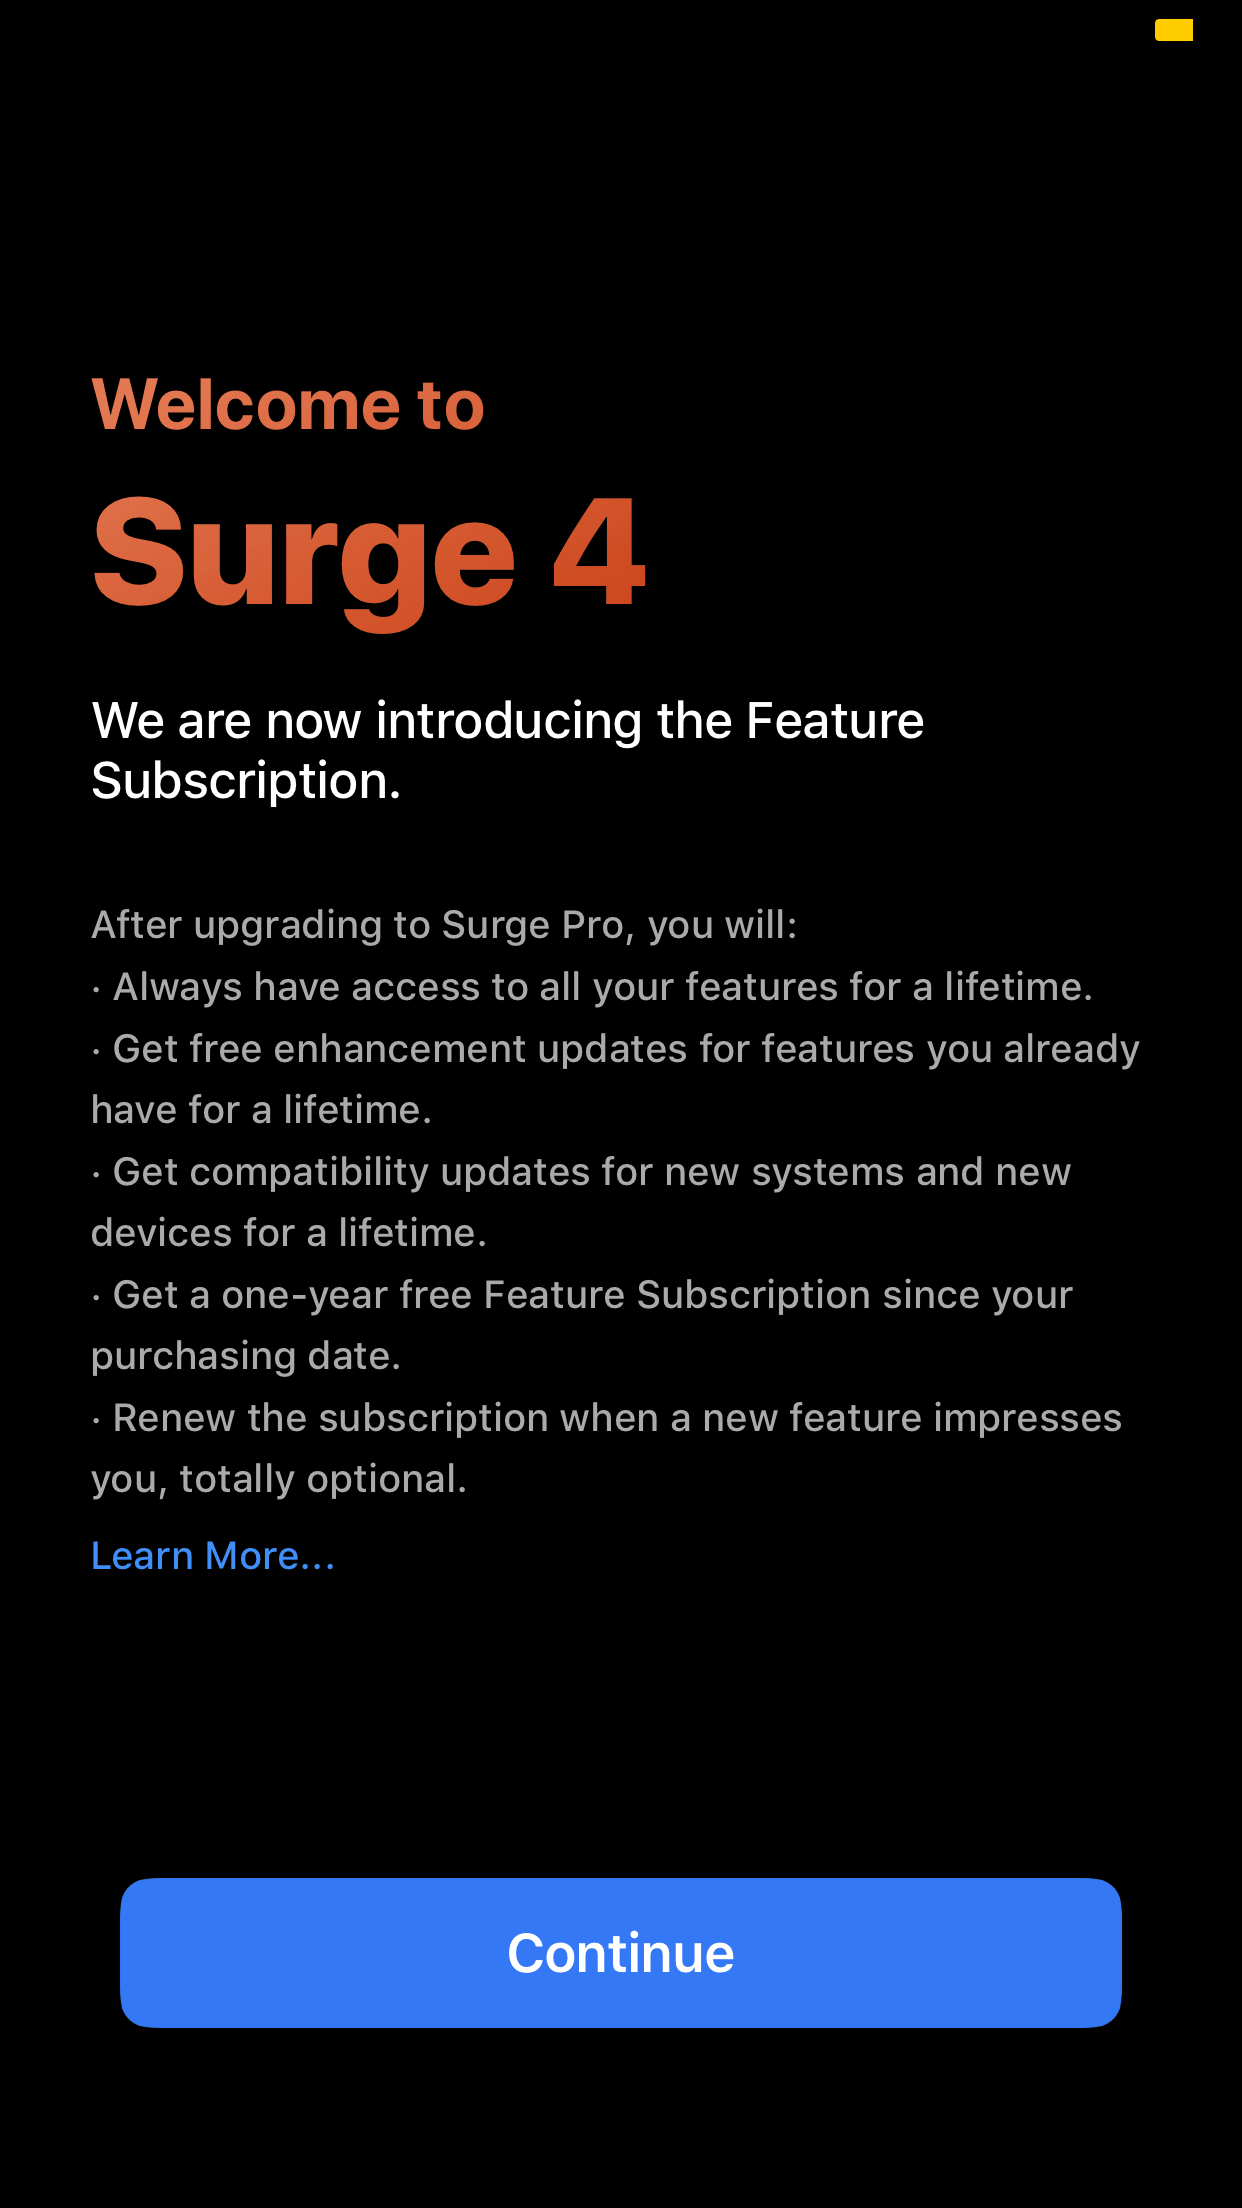 Welcome to
Surge 4
We are now introducing the Feature
Subscription.
After upgrading to Surge Pro, you will:
· Always have access to all your features for a lifetime.
· Get free enhancement updates for features you already
have for a lifetime.
· Get compatibility updates for new systems and new
devices for a lifetime.
· Get a one-year free Feature Subscription since your
purchasing date.
· Renew the subscription when a new feature impresses
you, totally optional.
Learn More...
Continue